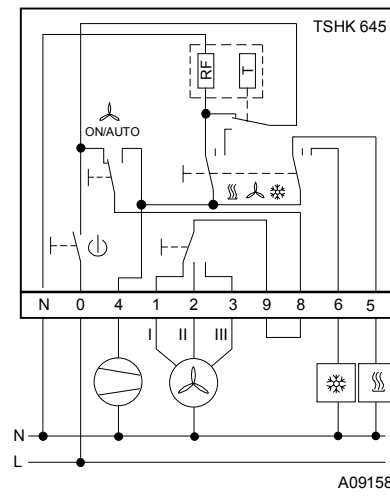 TSHK 645
RF
T
ON/AUTO
N 0 4 1 2 3 9 8 6 5
I II III
N
L
A09158